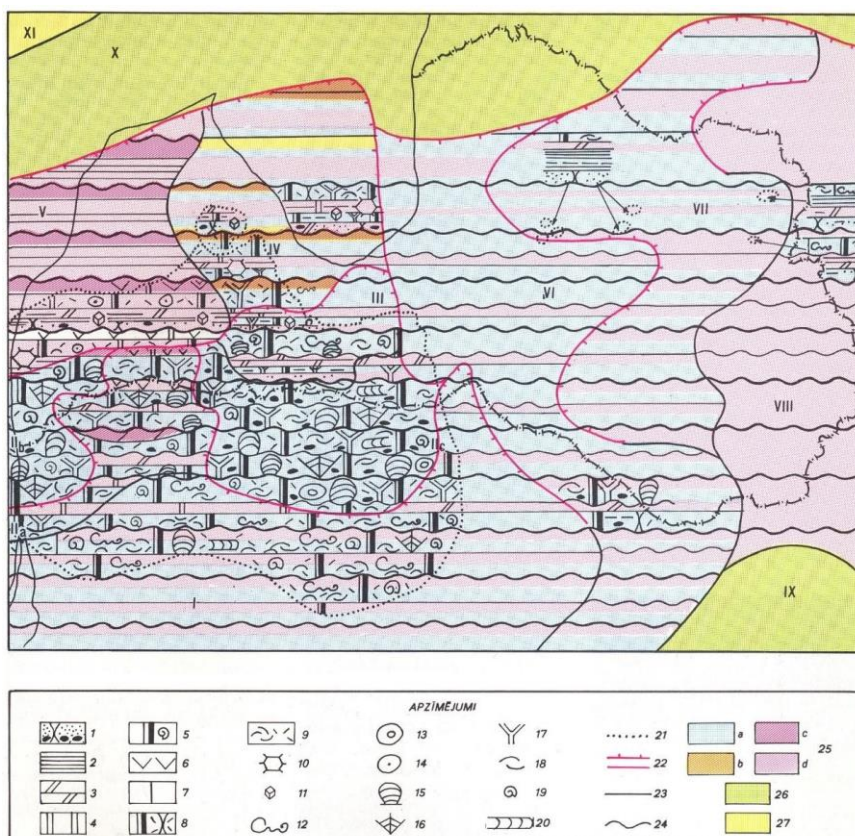 XI
X
V
IV
VII
III
VI
VIII
IX
I
APZĪMĒJUMI
1 5 9 13 17 21 a c 25
2 6 10 14 18 22 b d
3 7 11 15 19 23 26
4 8 12 16 20 24 27